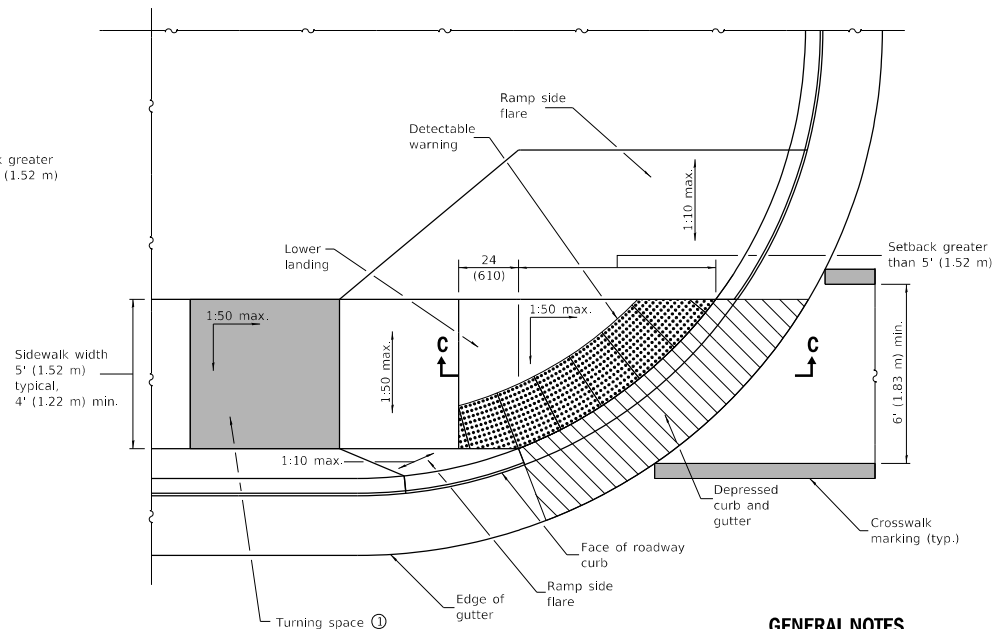 Ramp side
flare
Detectable
warning
k greater
(1.52 m)
1:10 max.
Lower
landing
24
(610)
Setback greater
than 5' (1.52 m)
1:50 max.
1:50 max.
Sidewalk width
5' (1.52 m)
typical,
4' (1.22 m) min.
1:50 max.
C
C
6' (1.83 m) min.
1:10 max.
Depressed
curb and
gutter
Crosswalk
marking (typ.)
Face of roadway
curb
Ramp side
flare
Edge of
gutter
Turning space ①
GENERAL NOTES